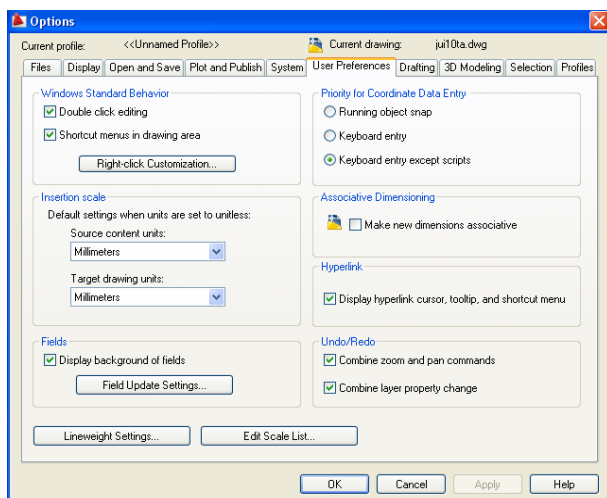 Options
Current profile: <<Unnamed Profile>> Current drawing: jui10ta.dwg
Files Display Open and Save Plot and Publish System User Preferences Drafting 3D Modeling Selection Profiles
Windows Standard Behavior
Double click editing
Shortcut menus in drawing area
Right-click Customization...
Insertion scale
Default settings when units are set to unitless:
Source content units:
Millimeters
Target drawing units:
Millimeters
Fields
Display background of fields
Field Update Settings...
Priority for Coordinate Data Entry
Running object snap
Keyboard entry
Keyboard entry except scripts
Associative Dimensioning
Make new dimensions associative
Hyperlink
Display hyperlink cursor, tooltip, and shortcut menu
Undo/Redo
Combine zoom and pan commands
Combine layer property change
Lineweight Settings... Edit Scale List...
OK Cancel Apply Help